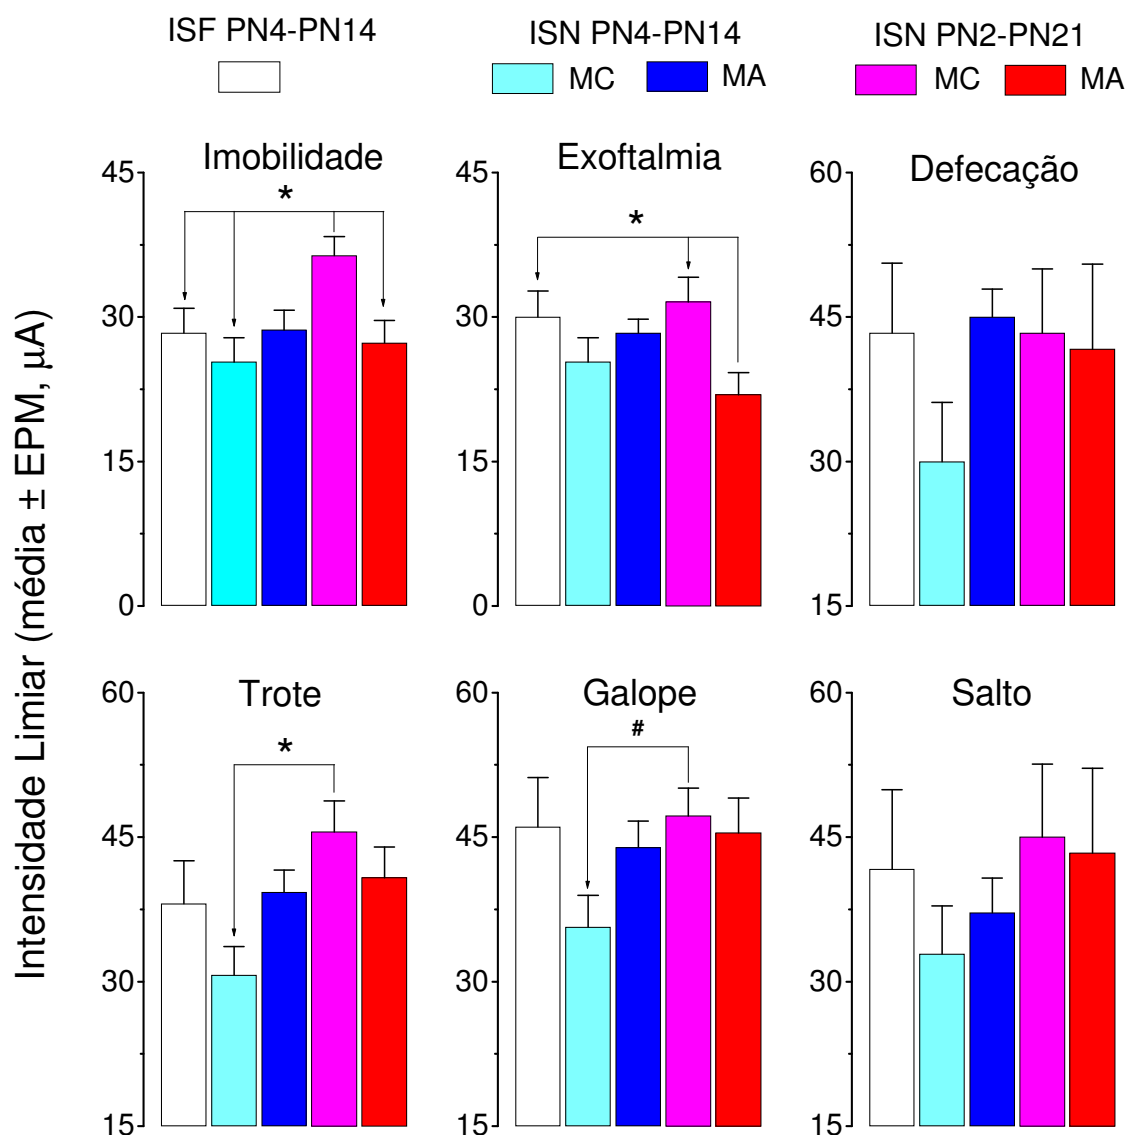 ISF PN4-PN14
ISN PN4-PN14
ISN PN2-PN21
MC
MA
MC
MA
Intensidade Limiar (média ± EPM, µA)
Imobilidade
*
45
30
15
0
Exoftalmia
*
45
30
15
0
Defecação
60
45
30
15
Trote
*
60
45
30
15
Galope
#
60
45
30
15
Salto
60
45
30
15